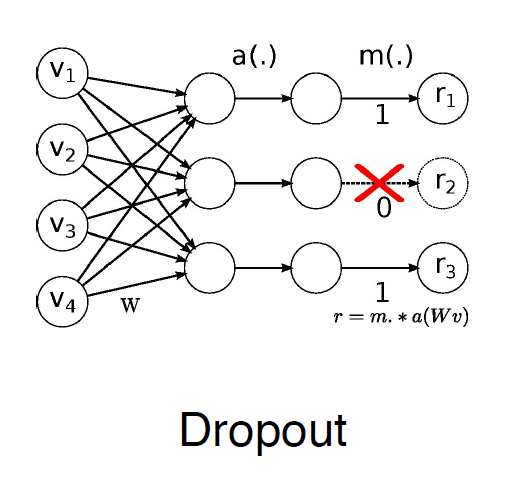 a(.) m(.)
v1 r1
1
v2 r2
0
v3 r3
v4 W 1
r = m. * a(Wv)
Dropout